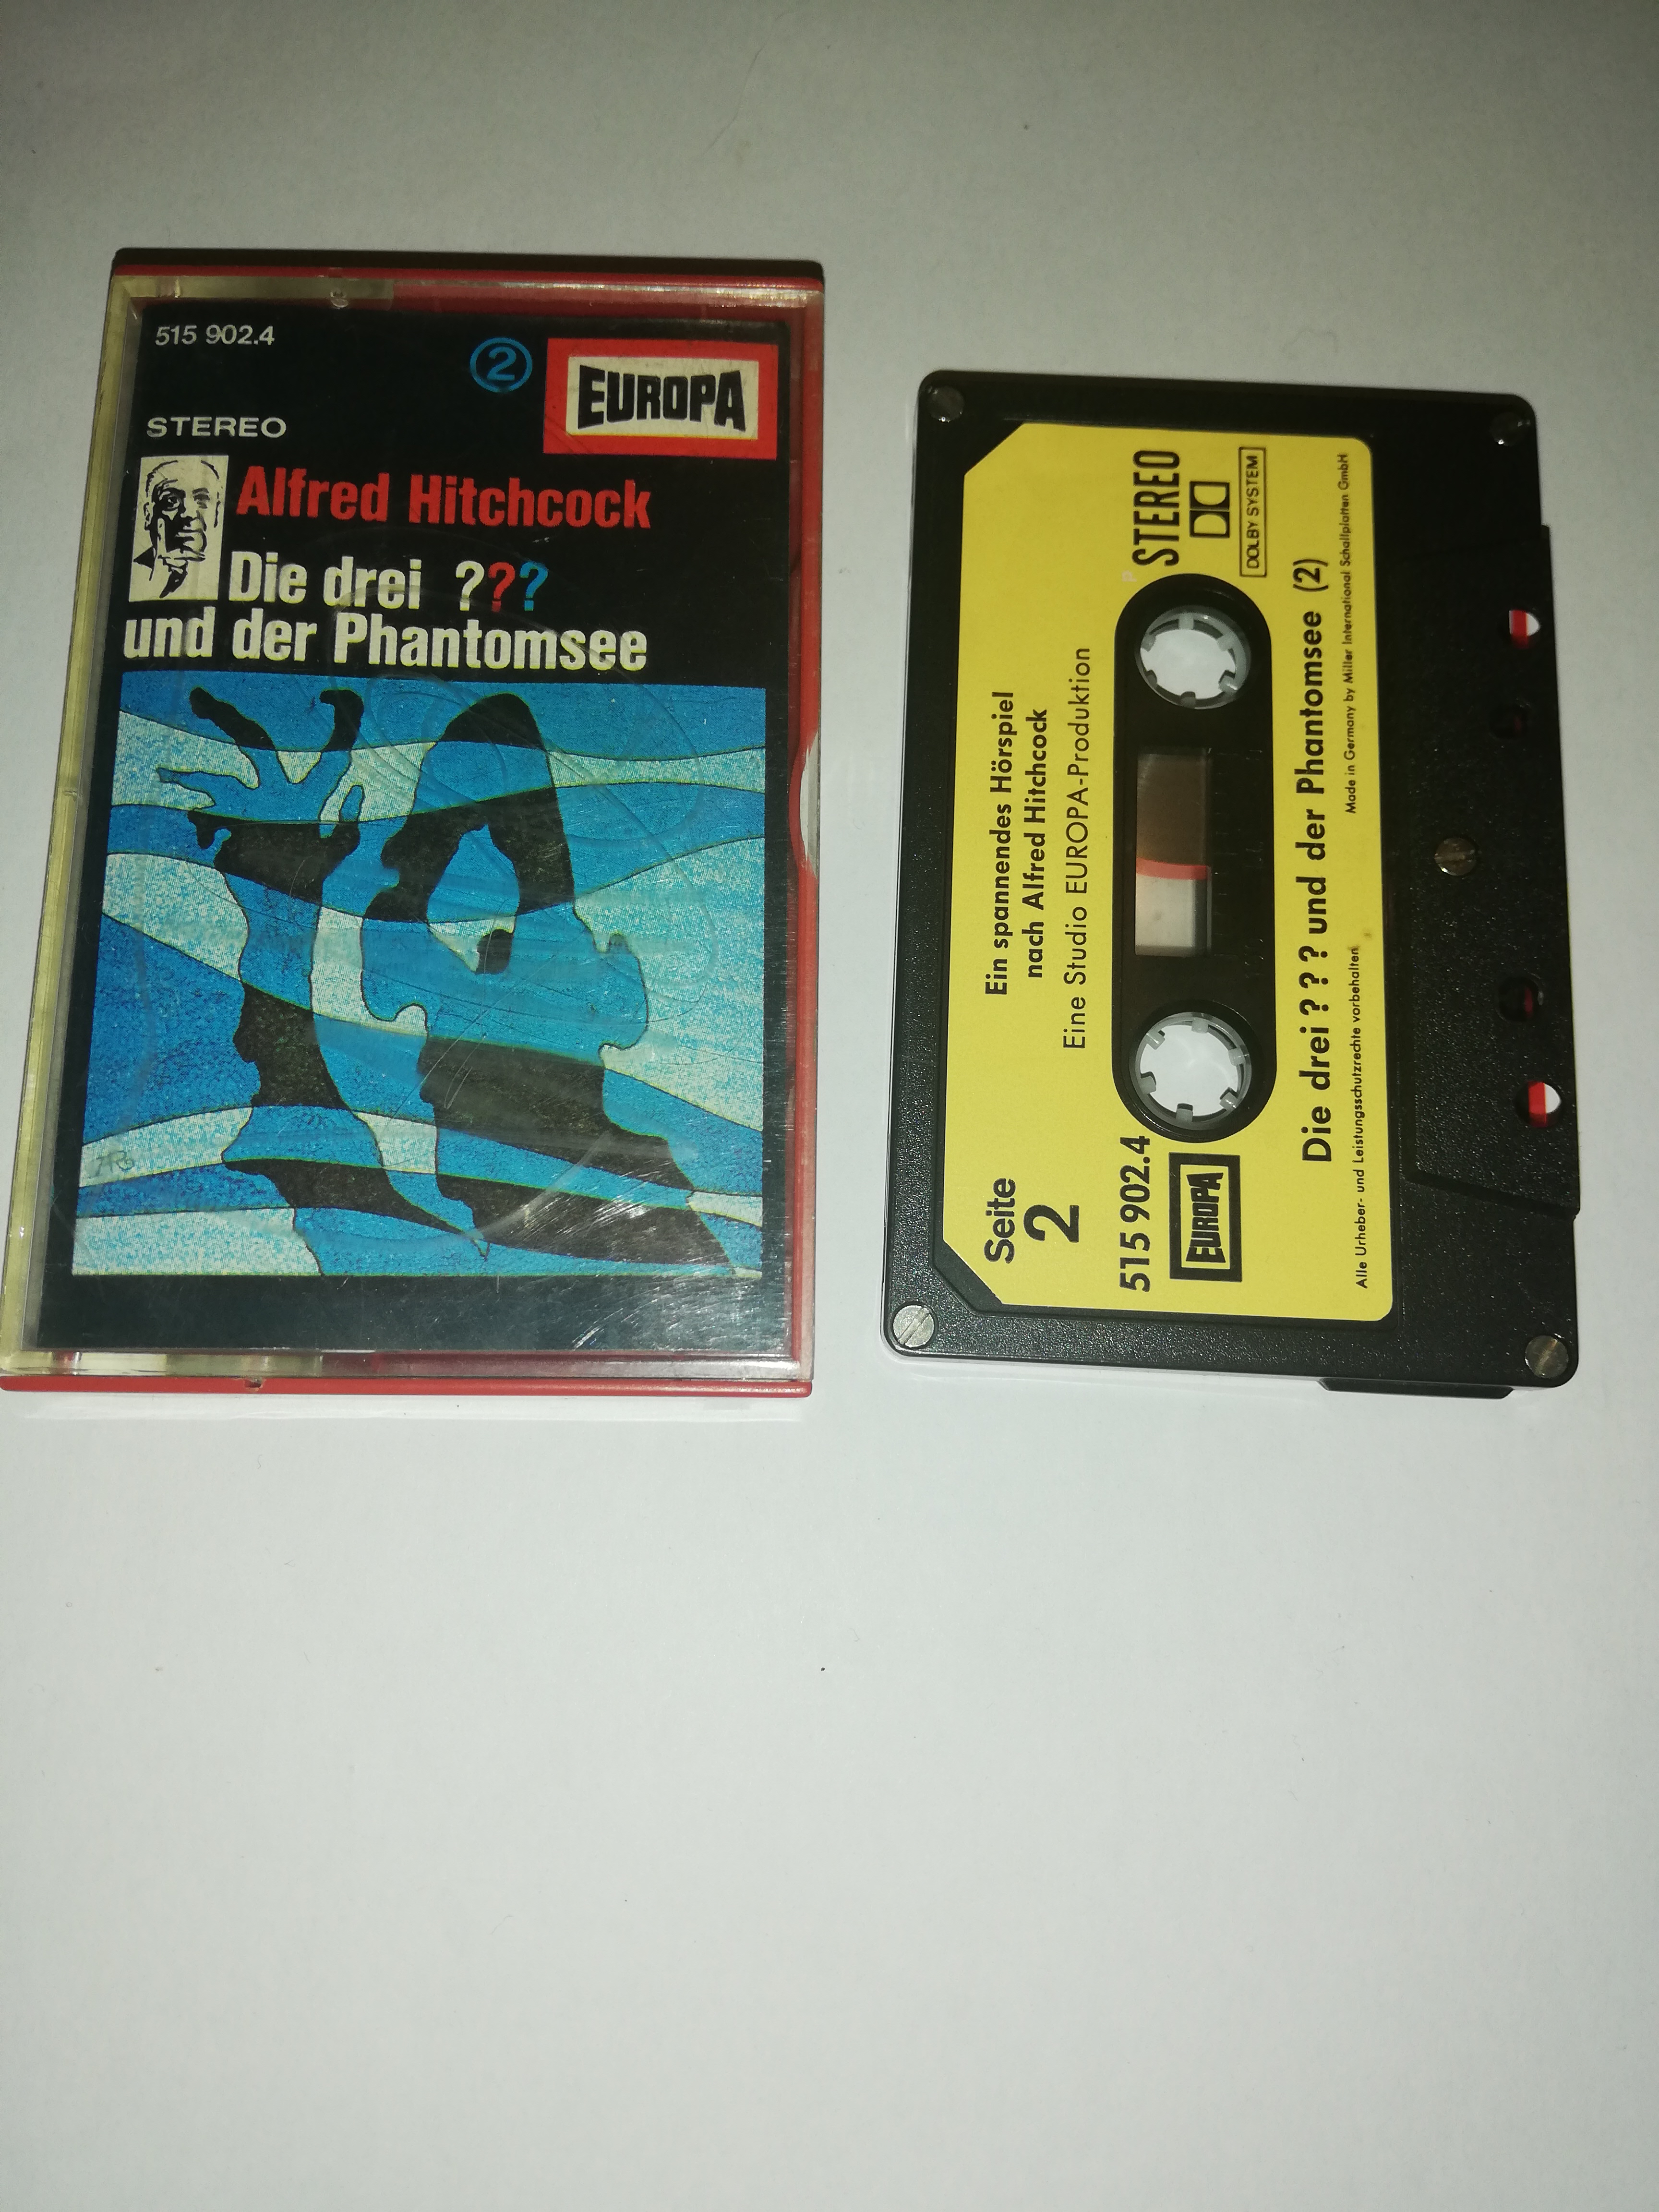 515 902.4
2
EUROPA
STEREO
Alfred Hitchcock
Die drei ???
und der Phantomsee
Ein spannendes Hörspiel
nach Alfred Hitchcock
Eine Studio EUROPA-Produktion
Seite
2
STEREO
DOLBY SYSTEM
515 902.4
EUROPA
Die drei ? ? ? und der Phantomsee (2)
Alle Urheber- und Leistungsschutzrechte vorbehalten
Made in Germany by Miller International Schallplatten GmbH